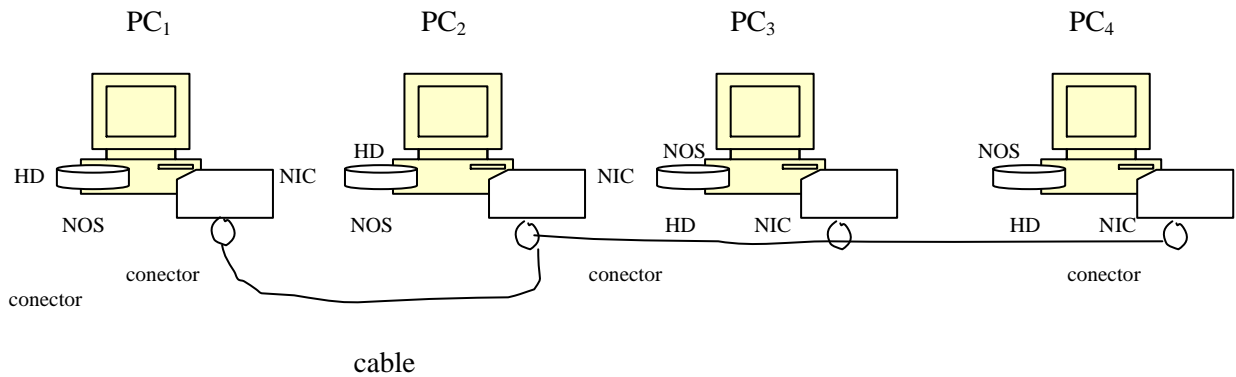 PC₁ PC₂ PC₃ PC₄
HD NOS NOS
HD NIC NIC
NOS NOS HD NIC HD NIC
conector conector conector
conector
cable